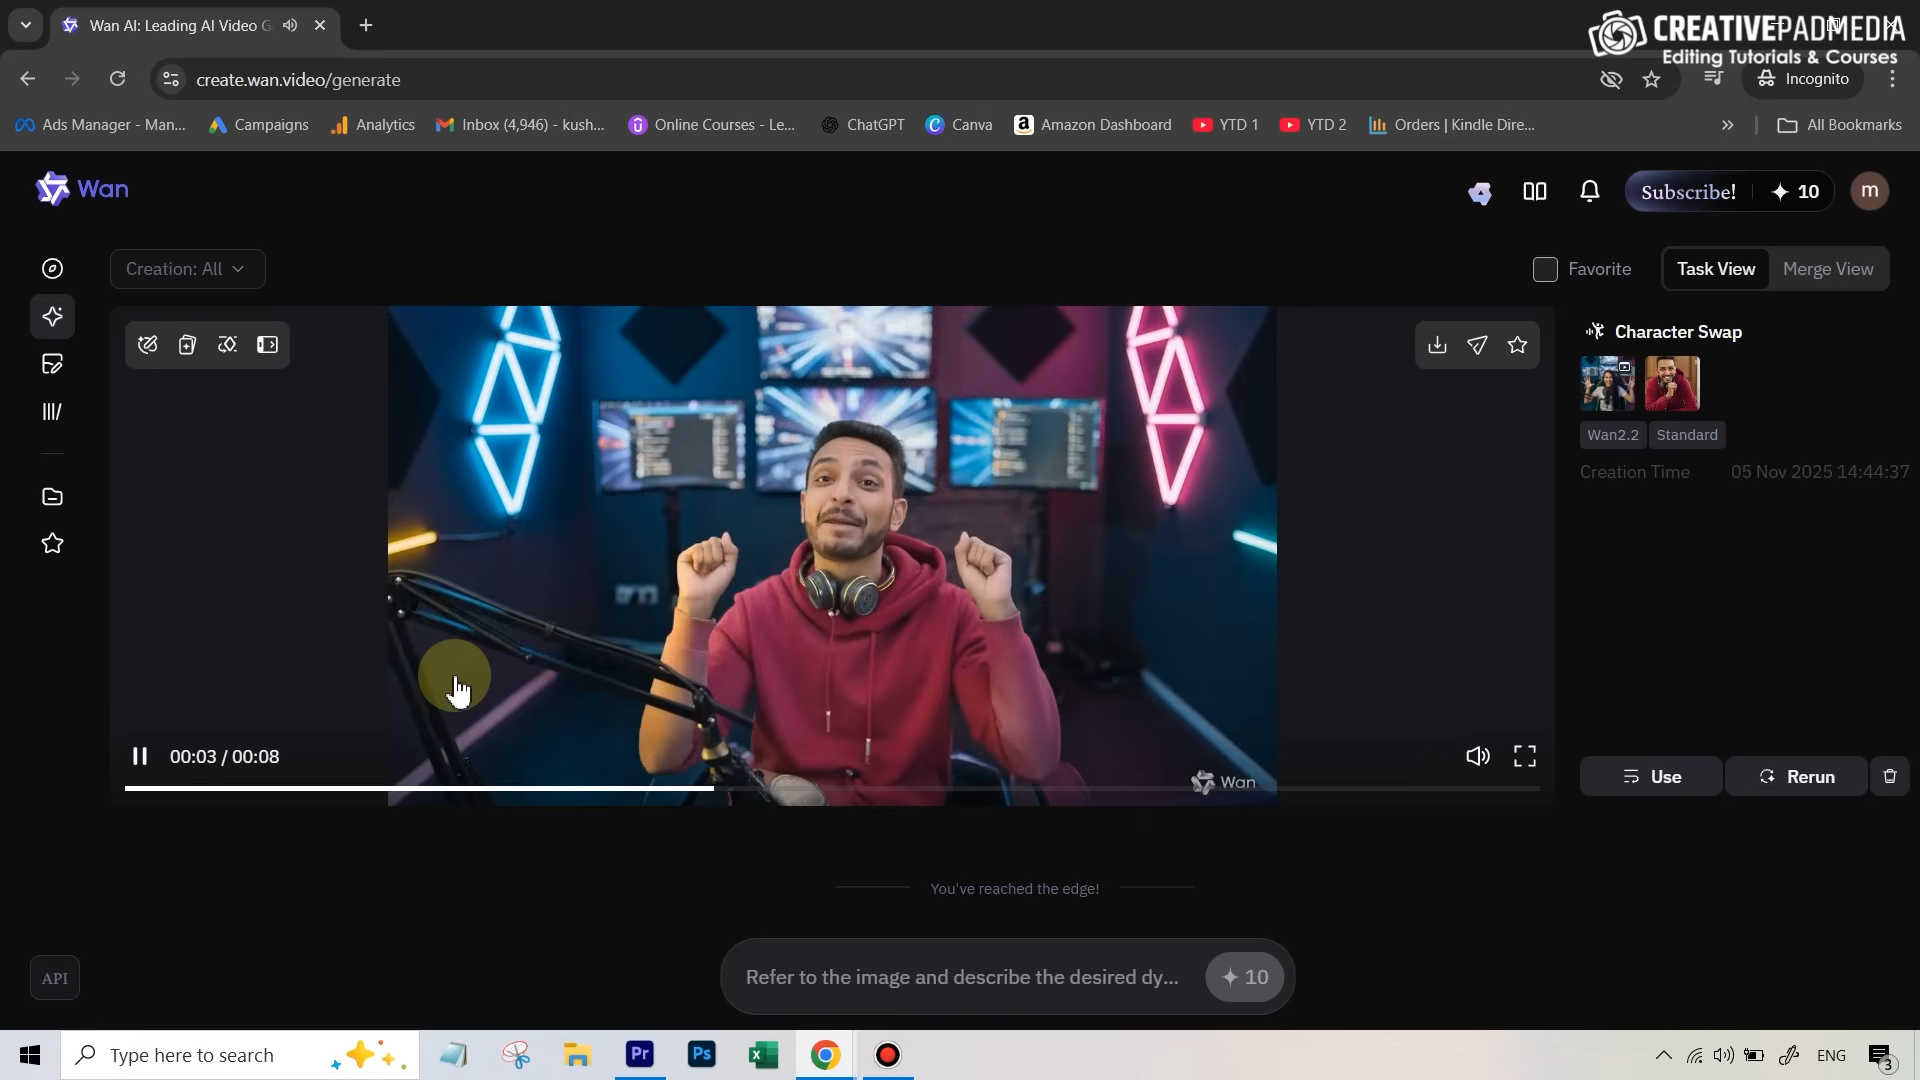 Wan AI: Leading AI Video G
CREATIVEPADMEDIA
Editing Tutorials & Courses
create.wan.video/generate
Incognito
Ads Manager - Man...
Campaigns
Analytics
Inbox (4,946) - kush...
Online Courses - Le...
ChatGPT
Canva
Amazon Dashboard
YTD 1
YTD 2
Orders | Kindle Dire...
All Bookmarks
Wan
Subscribe!
10
m
Creation: All
Favorite
Task View
Merge View
Character Swap
Wan2.2
Standard
Creation Time
05 Nov 2025 14:44:37
00:03 / 00:08
Wan
Use
Rerun
You've reached the edge!
API
Refer to the image and describe the desired dy...
10
Type here to search
Pr
Ps
ENG
3